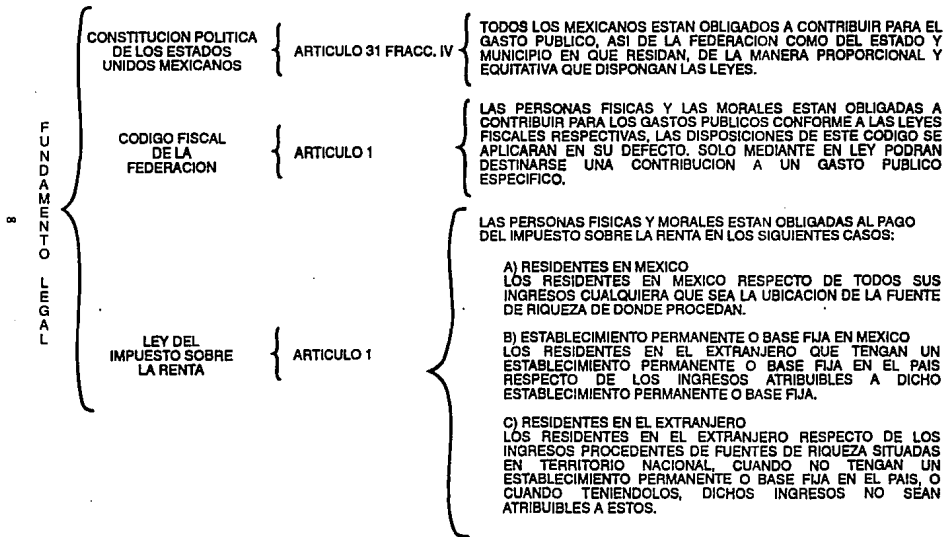 FUNDAMENTO LEGAL
8
CONSTITUCION POLITICA
DE LOS ESTADOS
UNIDOS MEXICANOS
ARTICULO 31 FRACC. IV
TODOS LOS MEXICANOS ESTAN OBLIGADOS A CONTRIBUIR PARA EL
GASTO PUBLICO, ASI DE LA FEDERACION COMO DEL ESTADO Y
MUNICIPIO EN QUE RESIDAN, DE LA MANERA PROPORCIONAL Y
EQUITATIVA QUE DISPONGAN LAS LEYES.
CODIGO FISCAL
DE LA
FEDERACION
ARTICULO 1
LAS PERSONAS FISICAS Y LAS MORALES ESTAN OBLIGADAS A
CONTRIBUIR PARA LOS GASTOS PUBLICOS CONFORME A LAS LEYES
FISCALES RESPECTIVAS, LAS DISPOSICIONES DE ESTE CODIGO SE
APLICARAN EN SU DEFECTO. SOLO MEDIANTE EN LEY PODRAN
DESTINARSE UNA CONTRIBUCION A UN GASTO PUBLICO
ESPECIFICO.
LEY DEL
IMPUESTO SOBRE
LA RENTA
ARTICULO 1
LAS PERSONAS FISICAS Y MORALES ESTAN OBLIGADAS AL PAGO
DEL IMPUESTO SOBRE LA RENTA EN LOS SIGUIENTES CASOS:
A) RESIDENTES EN MEXICO
LOS RESIDENTES EN MEXICO RESPECTO DE TODOS SUS
INGRESOS CUALQUIERA QUE SEA LA UBICACION DE LA FUENTE
DE RIQUEZA DE DONDE PROCEDAN.
B) ESTABLECIMIENTO PERMANENTE O BASE FIJA EN MEXICO
LOS RESIDENTES EN EL EXTRANJERO QUE TENGAN UN
ESTABLECIMIENTO PERMANENTE O BASE FIJA EN EL PAIS
RESPECTO DE LOS INGRESOS ATRIBUIBLES A DICHO
ESTABLECIMIENTO PERMANENTE O BASE FIJA.
C) RESIDENTES EN EL EXTRANJERO
LOS RESIDENTES EN EL EXTRANJERO RESPECTO DE LOS
INGRESOS PROCEDENTES DE FUENTES DE RIQUEZA SITUADAS
EN TERRITORIO NACIONAL, CUANDO NO TENGAN UN
ESTABLECIMIENTO PERMANENTE O BASE FIJA EN EL PAIS, O
CUANDO TENIENDOLOS, DICHOS INGRESOS NO SEAN
ATRIBUIBLES A ESTOS.